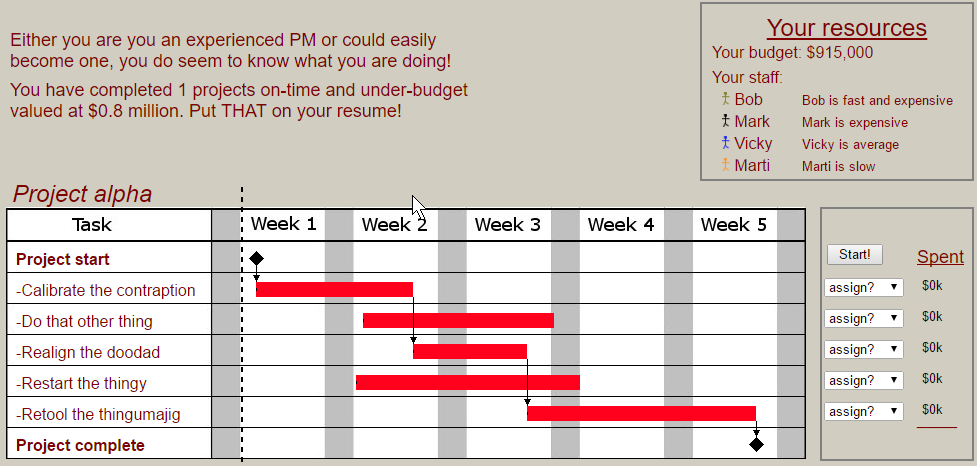 Either you are you an experienced PM or could easily
become one, you do seem to know what you are doing!
You have completed 1 projects on-time and under-budget
valued at $0.8 million. Put THAT on your resume!
Your resources
Your budget: $915,000
Your staff:
Bob Bob is fast and expensive
Mark Mark is expensive
Vicky Vicky is average
Marti Marti is slow
Project alpha
Task Week 1 Week 2 Week 3 Week 4 Week 5
Project start Start! Spent
-Calibrate the contraption assign? $0k
-Do that other thing assign? $0k
-Realign the doodad assign? $0k
-Restart the thingy assign? $0k
-Retool the thingumajig assign? $0k
Project complete